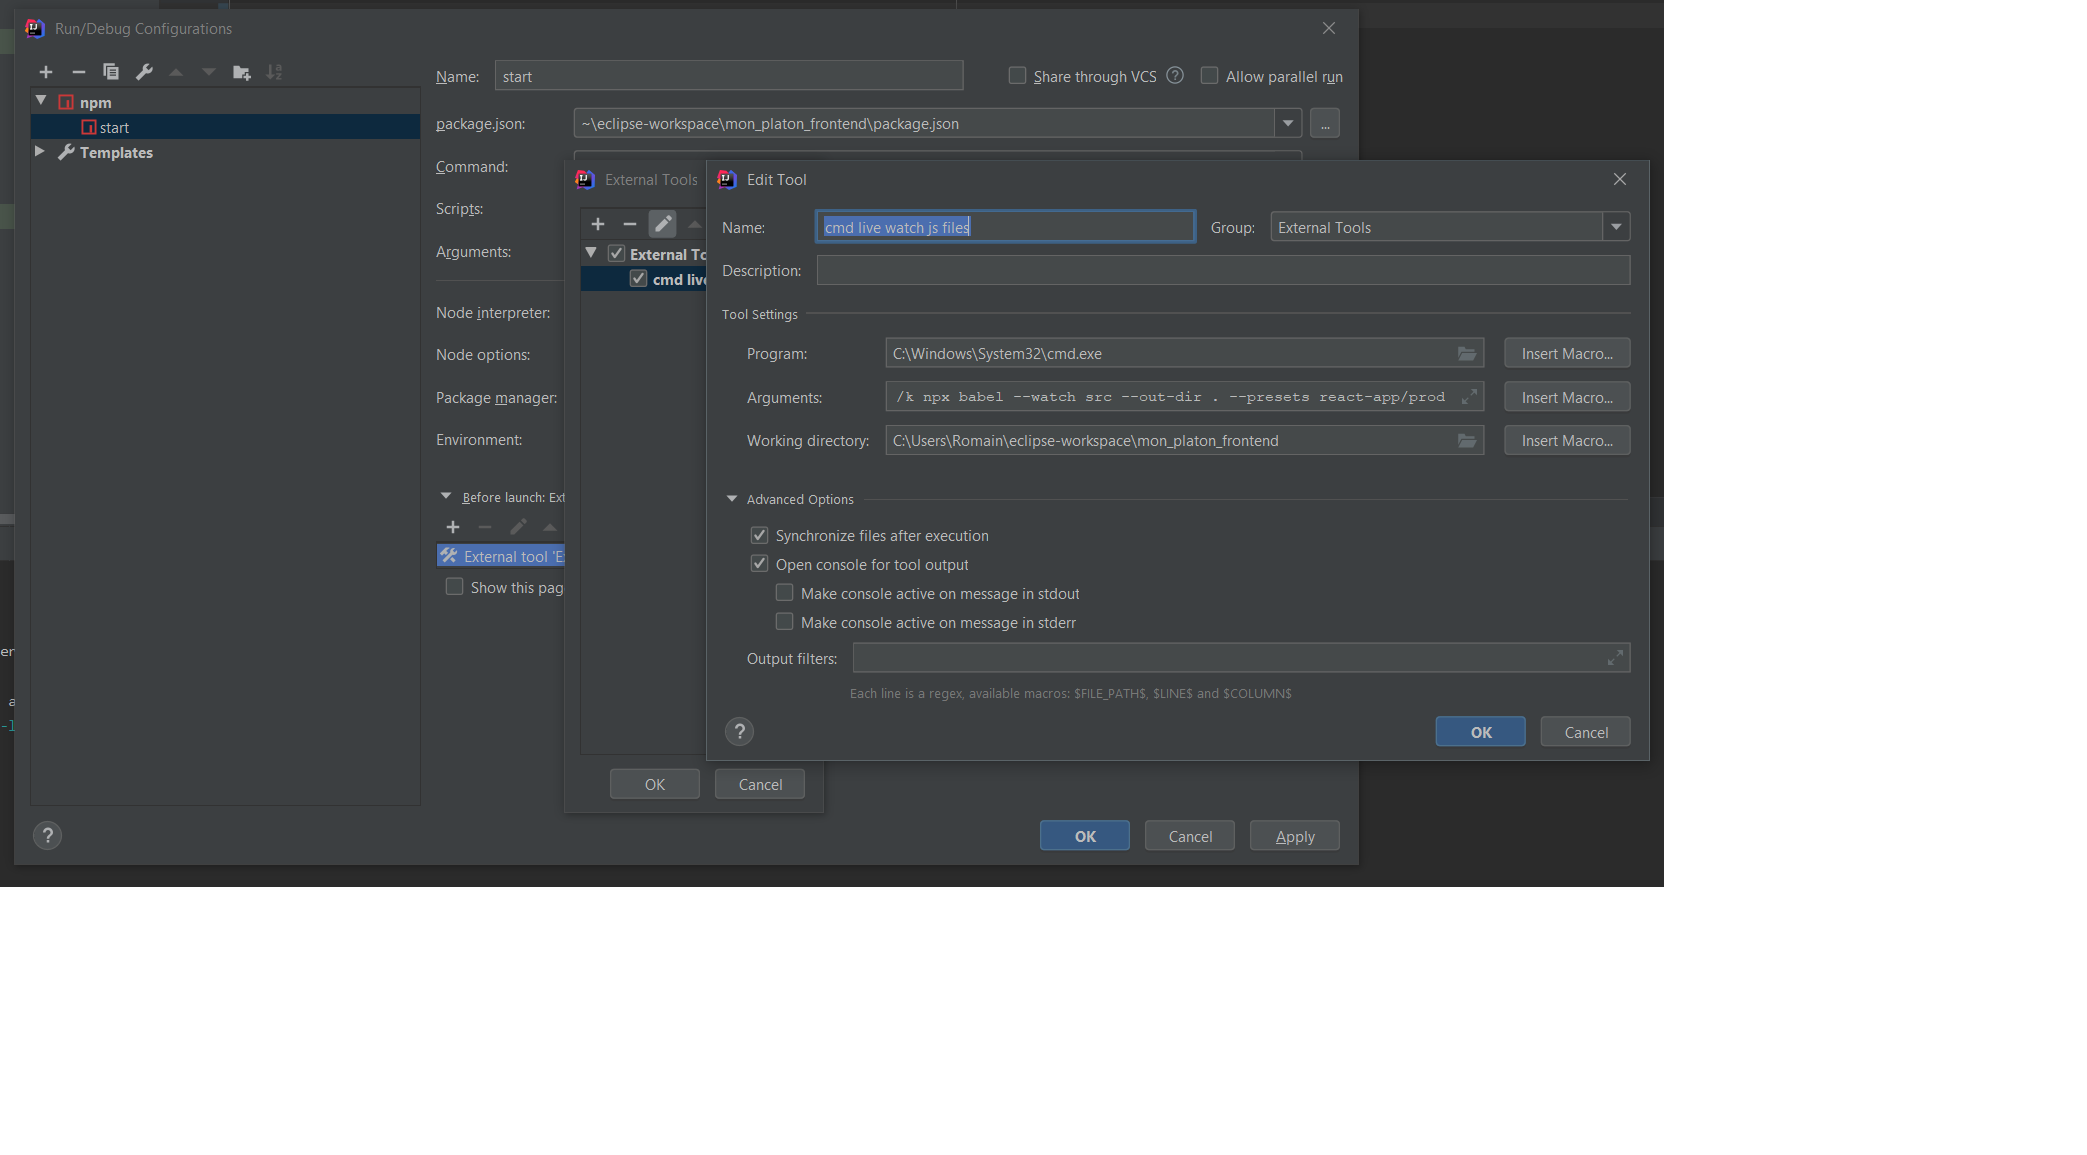 Run/Debug Configurations
npm
start
Templates
Name: start
Share through VCS
Allow parallel run
package.json: ~\eclipse-workspace\mon_platon_frontend\package.json
...
Command:
Scripts:
Arguments:
Node interpreter:
Node options:
Package manager:
Environment:
Before launch: Ext
External tool 'E
Show this pag
?
OK
Cancel
Apply
External Tools
External To
cmd live
OK
Cancel
Edit Tool
Name: cmd live watch js files
Group: External Tools
Description:
Tool Settings
Program: C:\Windows\System32\cmd.exe Insert Macro...
Arguments: /k npx babel --watch src --out-dir . --presets react-app/prod Insert Macro...
Working directory: C:\Users\Romain\eclipse-workspace\mon_platon_frontend Insert Macro...
Advanced Options
Synchronize files after execution
Open console for tool output
Make console active on message in stdout
Make console active on message in stderr
Output filters:
Each line is a regex, available macros: $FILE_PATH$, $LINE$ and $COLUMN$
?
OK
Cancel
er
a
-l